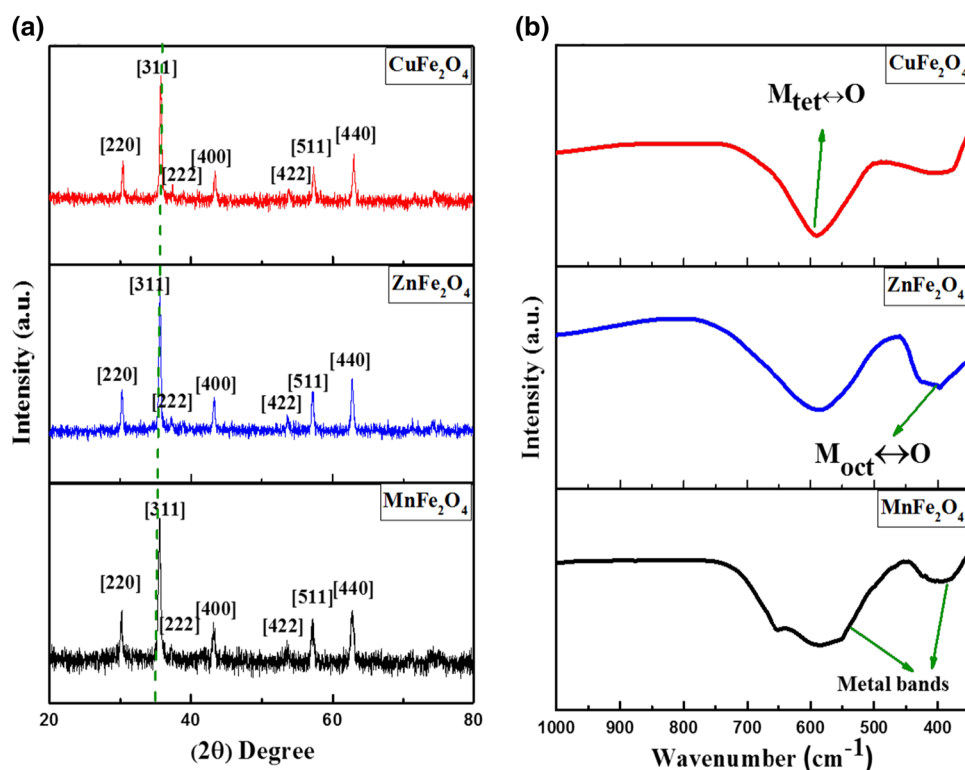 (a)
CuFe₂O₄
[311]
[220]
[222]
[400]
[422]
[511]
[440]
ZnFe₂O₄
[311]
[220]
[222]
[400]
[422]
[511]
[440]
MnFe₂O₄
[311]
[220]
[222]
[400]
[422]
[511]
[440]
Intensity (a.u.)
20 40 60 80
(2θ) Degree
(b)
CuFe₂O₄
Mtet↔O
ZnFe₂O₄
Moct↔O
MnFe₂O₄
Metal bands
Intensity (a.u.)
1000 900 800 700 600 500 400
Wavenumber (cm⁻¹)